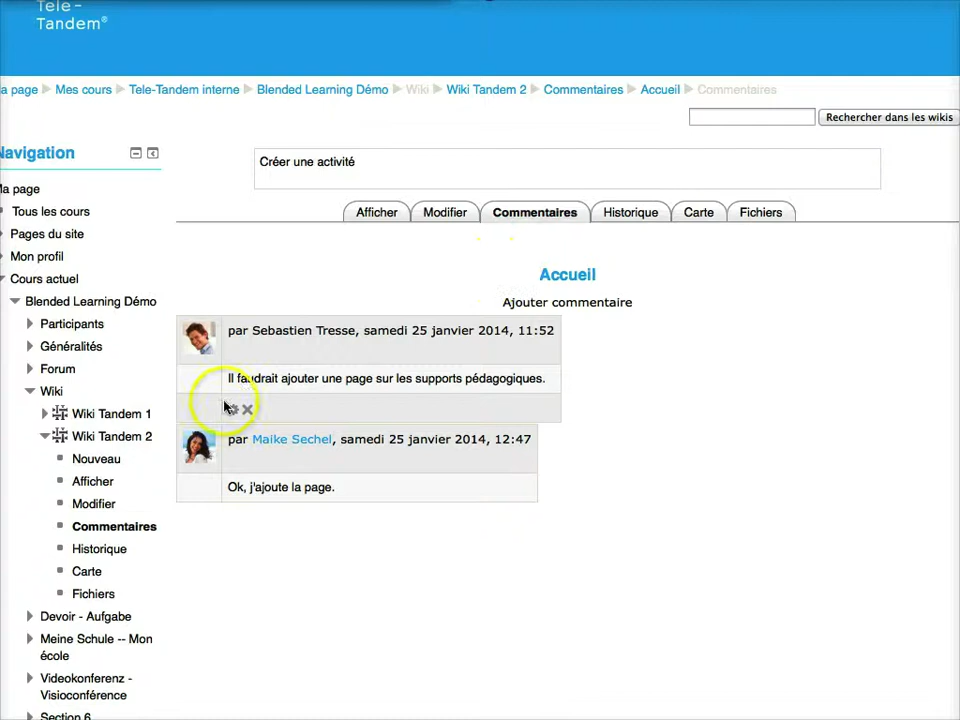 Tele-
Tandem®
a page Mes cours Tele-Tandem interne Blended Learning Démo Wiki Wiki Tandem 2 Commentaires Accueil Commentaires
Rechercher dans les wikis
Navigation
Créer une activité
Ma page
Tous les cours
Afficher Modifier Commentaires Historique Carte Fichiers
Pages du site
Mon profil
Cours actuel
Accueil
Blended Learning Démo
Ajouter commentaire
Participants
par Sebastien Tresse, samedi 25 janvier 2014, 11:52
Généralités
Forum
Il faudrait ajouter une page sur les supports pédagogiques.
Wiki
Wiki Tandem 1
Wiki Tandem 2
par Maike Sechel, samedi 25 janvier 2014, 12:47
Nouveau
Afficher
Ok, j'ajoute la page.
Modifier
Commentaires
Historique
Carte
Fichiers
Devoir - Aufgabe
Meine Schule -- Mon
école
Videokonferenz -
Visioconférence
Section 6